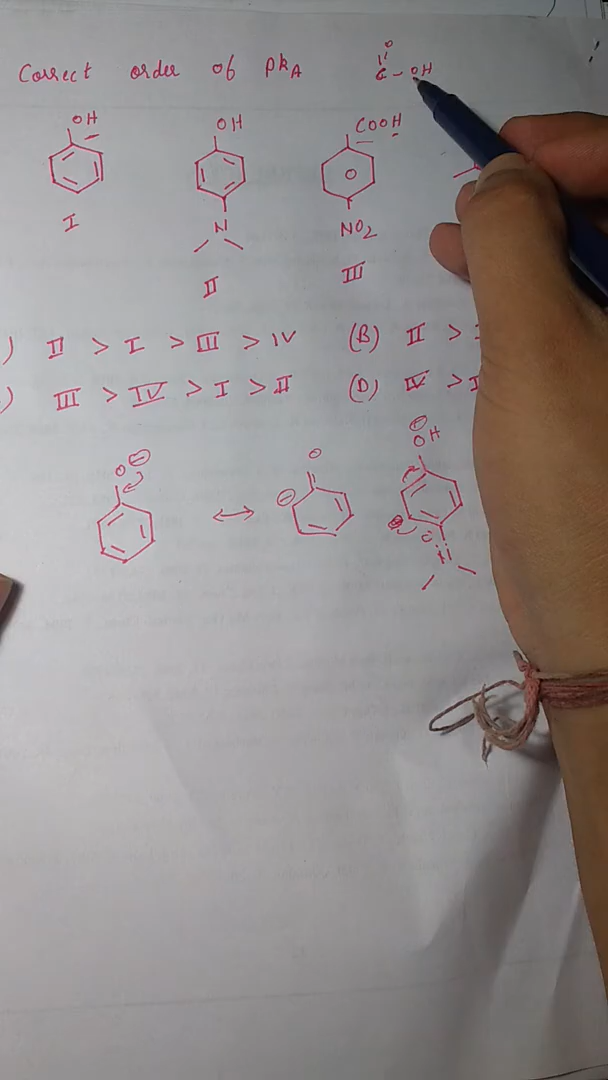 Correct order of PKA
O
C-OH
OH OH COOH
N NO2
I II III
) II > I > III > IV (B) II >
) III > IV > I > II (D) IV >
O⊖ ↔ O ⊖
⊖
OH
N